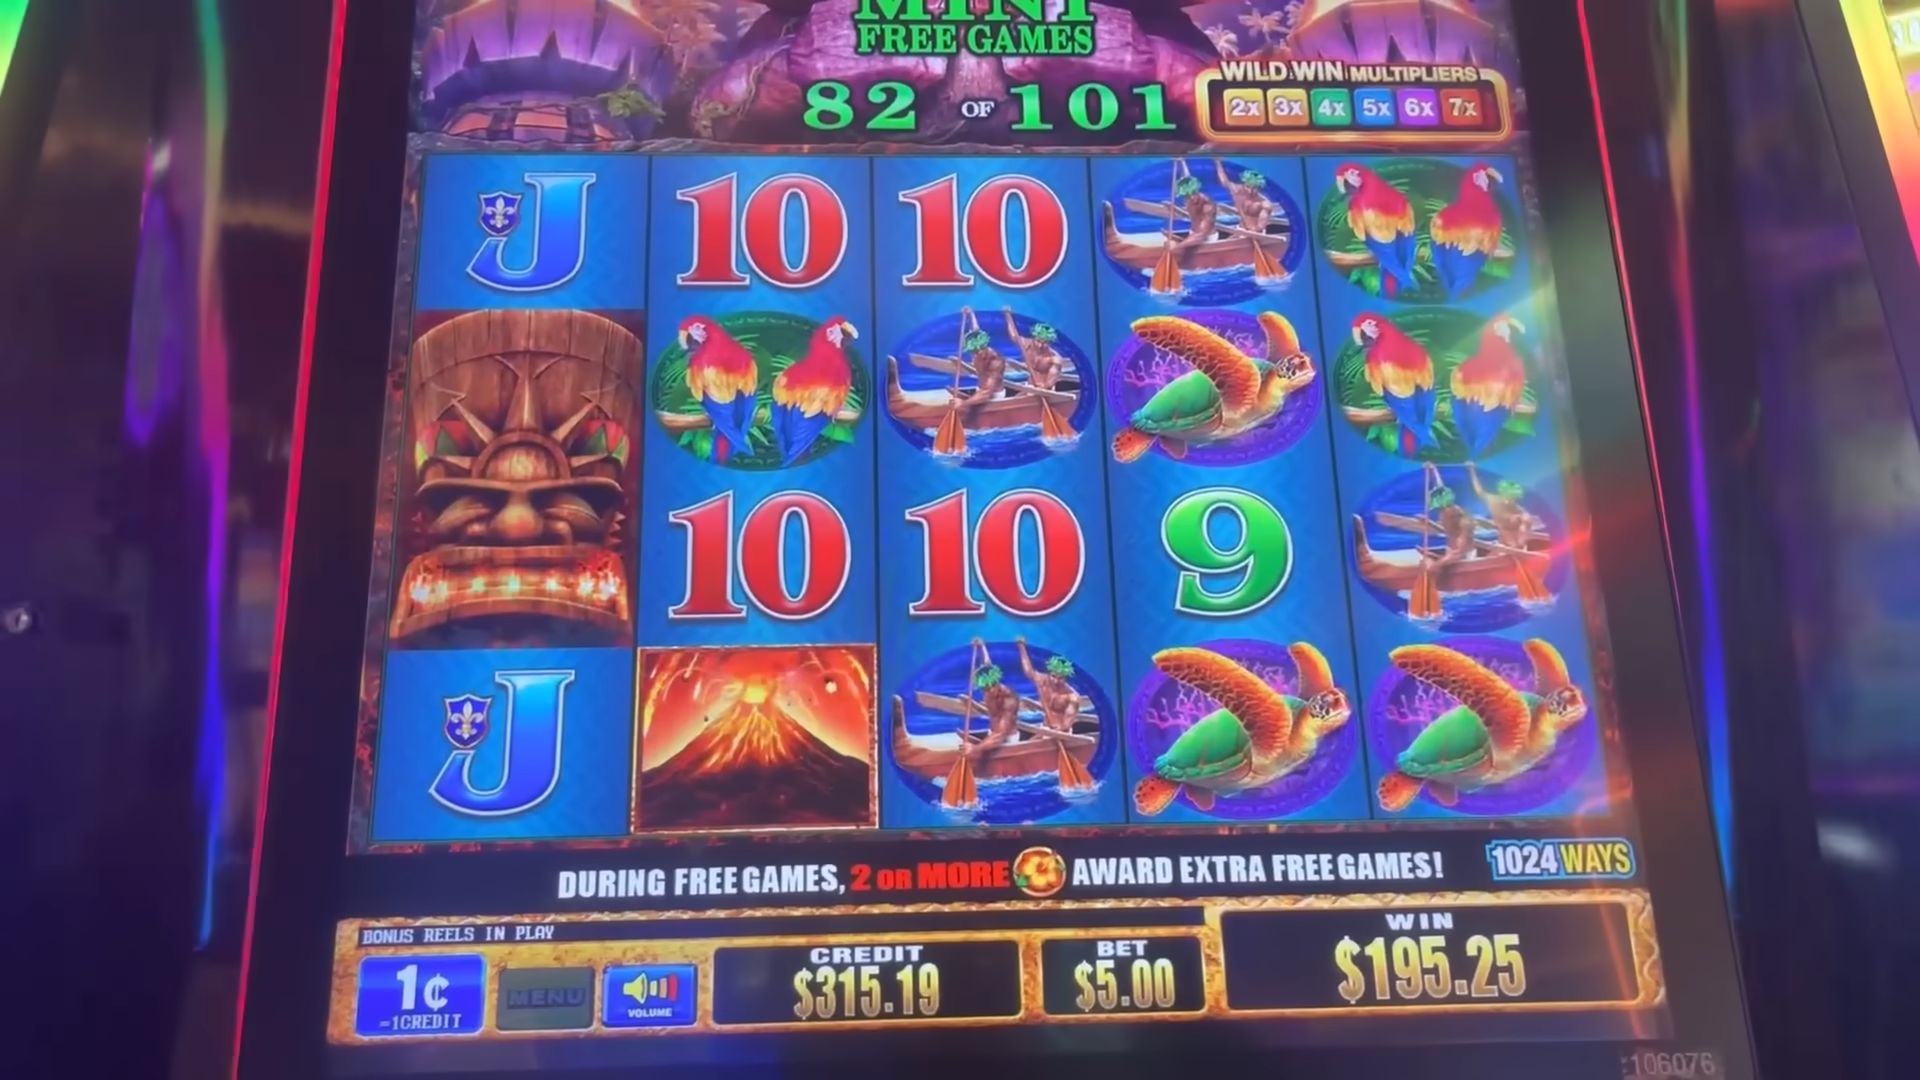 MINI
FREE GAMES
82 OF 101
WILD WIN MULTIPLIERS
2x 3x 4x 5x 6x 7x
J 10 10
10 10 9
J
DURING FREE GAMES, 2 OR MORE AWARD EXTRA FREE GAMES!
1024 WAYS
BONUS REELS IN PLAY
1¢
=1CREDIT
MENU
VOLUME
CREDIT
$315.19
BET
$5.00
WIN
$195.25
:106076